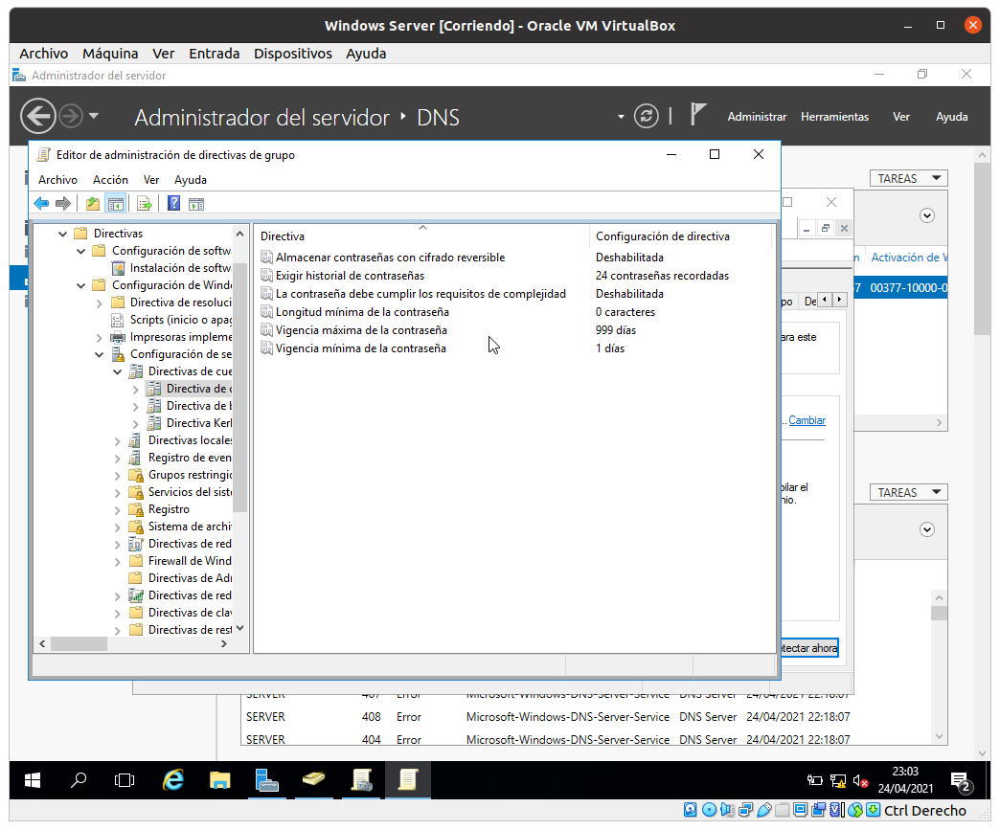 Windows Server [Corriendo] - Oracle VM VirtualBox
Archivo Máquina Ver Entrada Dispositivos Ayuda
Administrador del servidor
Administrador del servidor DNS
Administrar Herramientas Ver Ayuda
Editor de administración de directivas de grupo
Archivo Acción Ver Ayuda
TAREAS
Directivas
Configuración de softw
Instalación de softw
Configuración de Wind
Directiva de resoluci
Scripts (inicio o apag
Impresoras impleme
Configuración de se
Directivas de cue
Directiva de c
Directiva de b
Directiva Kerl
Directivas locales
Registro de even
Grupos restringid
Servicios del siste
Registro
Sistema de archi
Directivas de red
Firewall de Wind
Directivas de Adr
Directivas de red
Directivas de clav
Directivas de rest
Directiva Configuración de directiva
Almacenar contraseñas con cifrado reversible Deshabilitada
Exigir historial de contraseñas 24 contraseñas recordadas
La contraseña debe cumplir los requisitos de complejidad Deshabilitada
Longitud mínima de la contraseña 0 caracteres
Vigencia máxima de la contraseña 999 días
Vigencia mínima de la contraseña 1 días
n Activación de W
7 00377-10000-0
po De
ara este
... Cambiar
pilar el
nio.
TAREAS
etectar ahora
SERVER 407 Error Microsoft-Windows-DNS-Server-Service DNS Server 24/04/2021 22:18:07
SERVER 408 Error Microsoft-Windows-DNS-Server-Service DNS Server 24/04/2021 22:18:07
SERVER 404 Error Microsoft-Windows-DNS-Server-Service DNS Server 24/04/2021 22:18:07
23:03
24/04/2021
2
Ctrl Derecho